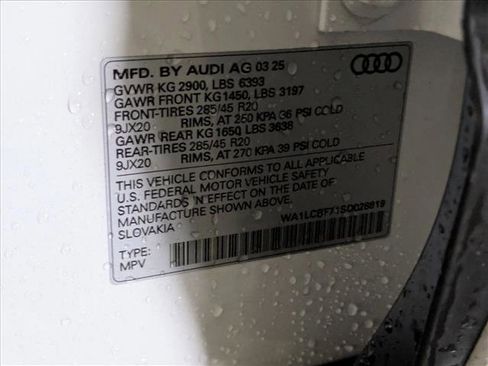 MFD. BY AUDI AG 03 25
GVWR KG 2900, LBS 6393
GAWR FRONT KG1450, LBS 3197
FRONT-TIRES 285/45 R20
9JX20 RIMS, AT 250 KPA 36 PSI COLD
GAWR REAR KG1650 LBS 3638
REAR-TIRES 285/45 R20
9JX20 RIMS, AT 270 KPA 39 PSI COLD
THIS VEHICLE CONFORMS TO ALL APPLICABLE
U.S. FEDERAL MOTOR VEHICLE SAFETY
STANDARDS IN EFFECT ON THE DATE OF
MANUFACTURE SHOWN ABOVE.
SLOVAKIA
TYPE:
MPV